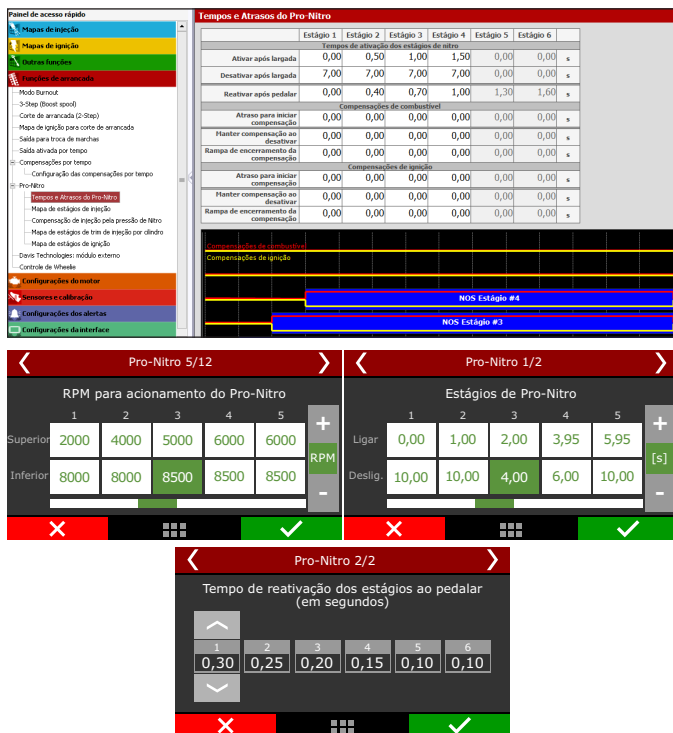 Painel de acesso rápido
Mapas de injeção
Mapas de ignição
Outras funções
Funções de arrancada
Modo Burnout
3-Step (Boost spool)
Corte de arrancada (2-Step)
Mapa de ignição para corte de arrancada
Saída para troca de marchas
Saída ativada por tempo
Compensações por tempo
Configuração das compensações por tempo
Pro-Nitro
Tempos e Atrasos do Pro-Nitro
Mapa de estágios de injeção
Compensação de injeção pela pressão de Nitro
Mapa de estágios de trim de injeção por cilindro
Mapa de estágios de ignição
Davis Technologies: módulo externo
Controle de Wheelie
Configurações do motor
Sensores e calibração
Configurações dos alertas
Configurações da interface
Tempos e Atrasos do Pro-Nitro
Estágio 1 Estágio 2 Estágio 3 Estágio 4 Estágio 5 Estágio 6
Tempos de ativação dos estágios de nitro
Ativar após largada 0,00 0,50 1,00 1,50 0,00 0,00 s
Desativar após largada 7,00 7,00 7,00 7,00 0,00 0,00 s
Reativar após pedalar 0,00 0,40 0,70 1,00 1,30 1,60 s
Compensações de combustível
Atraso para iniciar
compensação 0,00 0,00 0,00 0,00 0,00 0,00 s
Manter compensação ao
desativar 0,00 0,00 0,00 0,00 0,00 0,00 s
Rampa de encerramento da
compensação 0,00 0,00 0,00 0,00 0,00 0,00 s
Compensações de ignição
Atraso para iniciar
compensação 0,00 0,00 0,00 0,00 0,00 0,00 s
Manter compensação ao
desativar 0,00 0,00 0,00 0,00 0,00 0,00 s
Rampa de encerramento da
compensação 0,00 0,00 0,00 0,00 0,00 0,00 s
Compensações de combustíve
Compensações de ignição
NOS Estágio #4
NOS Estágio #3
Pro-Nitro 5/12
RPM para acionamento do Pro-Nitro
1 2 3 4 5
Superior 2000 4000 5000 6000 6000
Inferior 8000 8000 8500 8500 8500
+
RPM
-
Pro-Nitro 1/2
Estágios de Pro-Nitro
1 2 3 4 5
Ligar 0,00 1,00 2,00 3,95 5,95
Deslig. 10,00 10,00 4,00 6,00 10,00
+
[s]
-
Pro-Nitro 2/2
Tempo de reativação dos estágios ao pedalar
(em segundos)
1 2 3 4 5 6
0,30 0,25 0,20 0,15 0,10 0,10